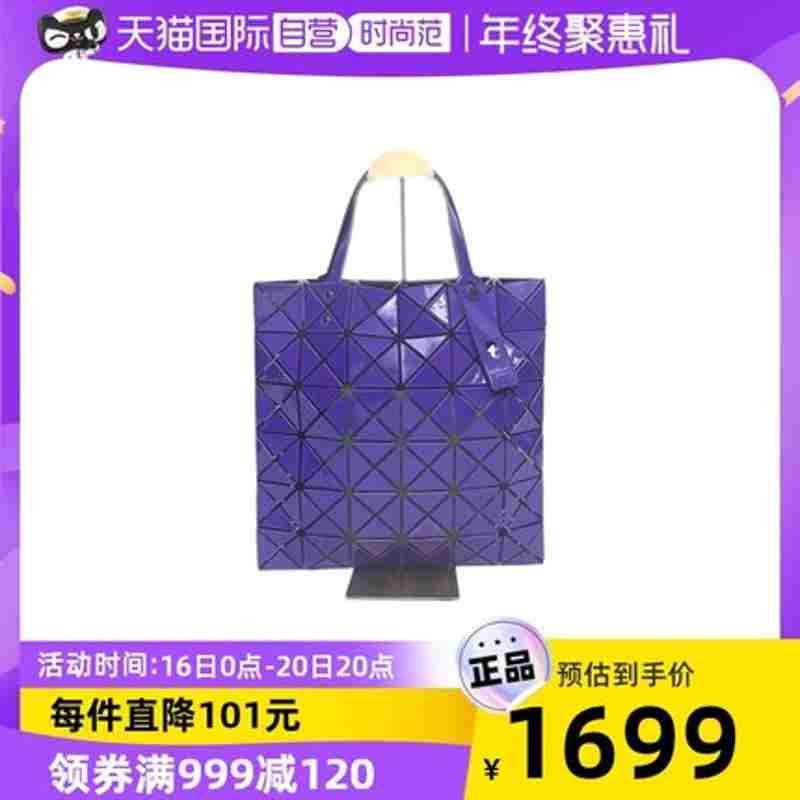 天猫国际 自营 时尚范 年终聚惠礼
t
活动时间:16日0点-20日20点
每件直降101元
领券满999减120
正品
预估到手价
¥1699